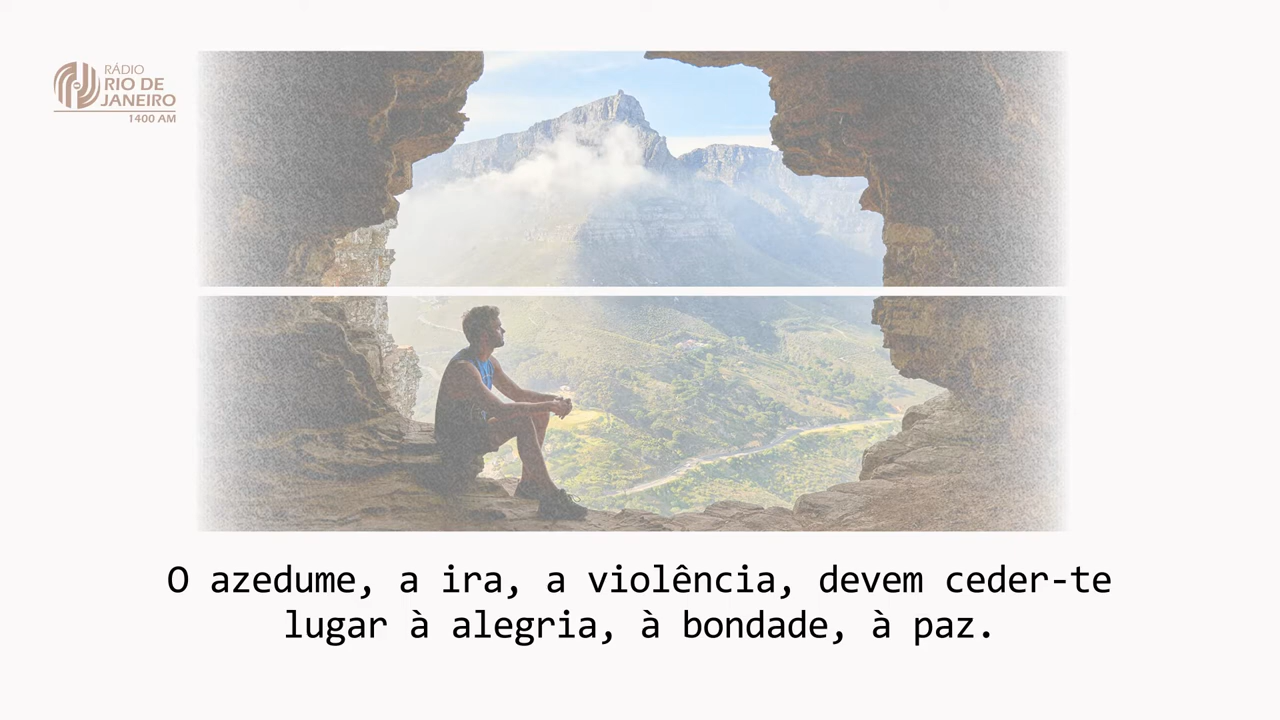 RÁDIO
RIO DE
JANEIRO
1400 AM
O azedume, a ira, a violência, devem ceder-te
lugar à alegria, à bondade, à paz.